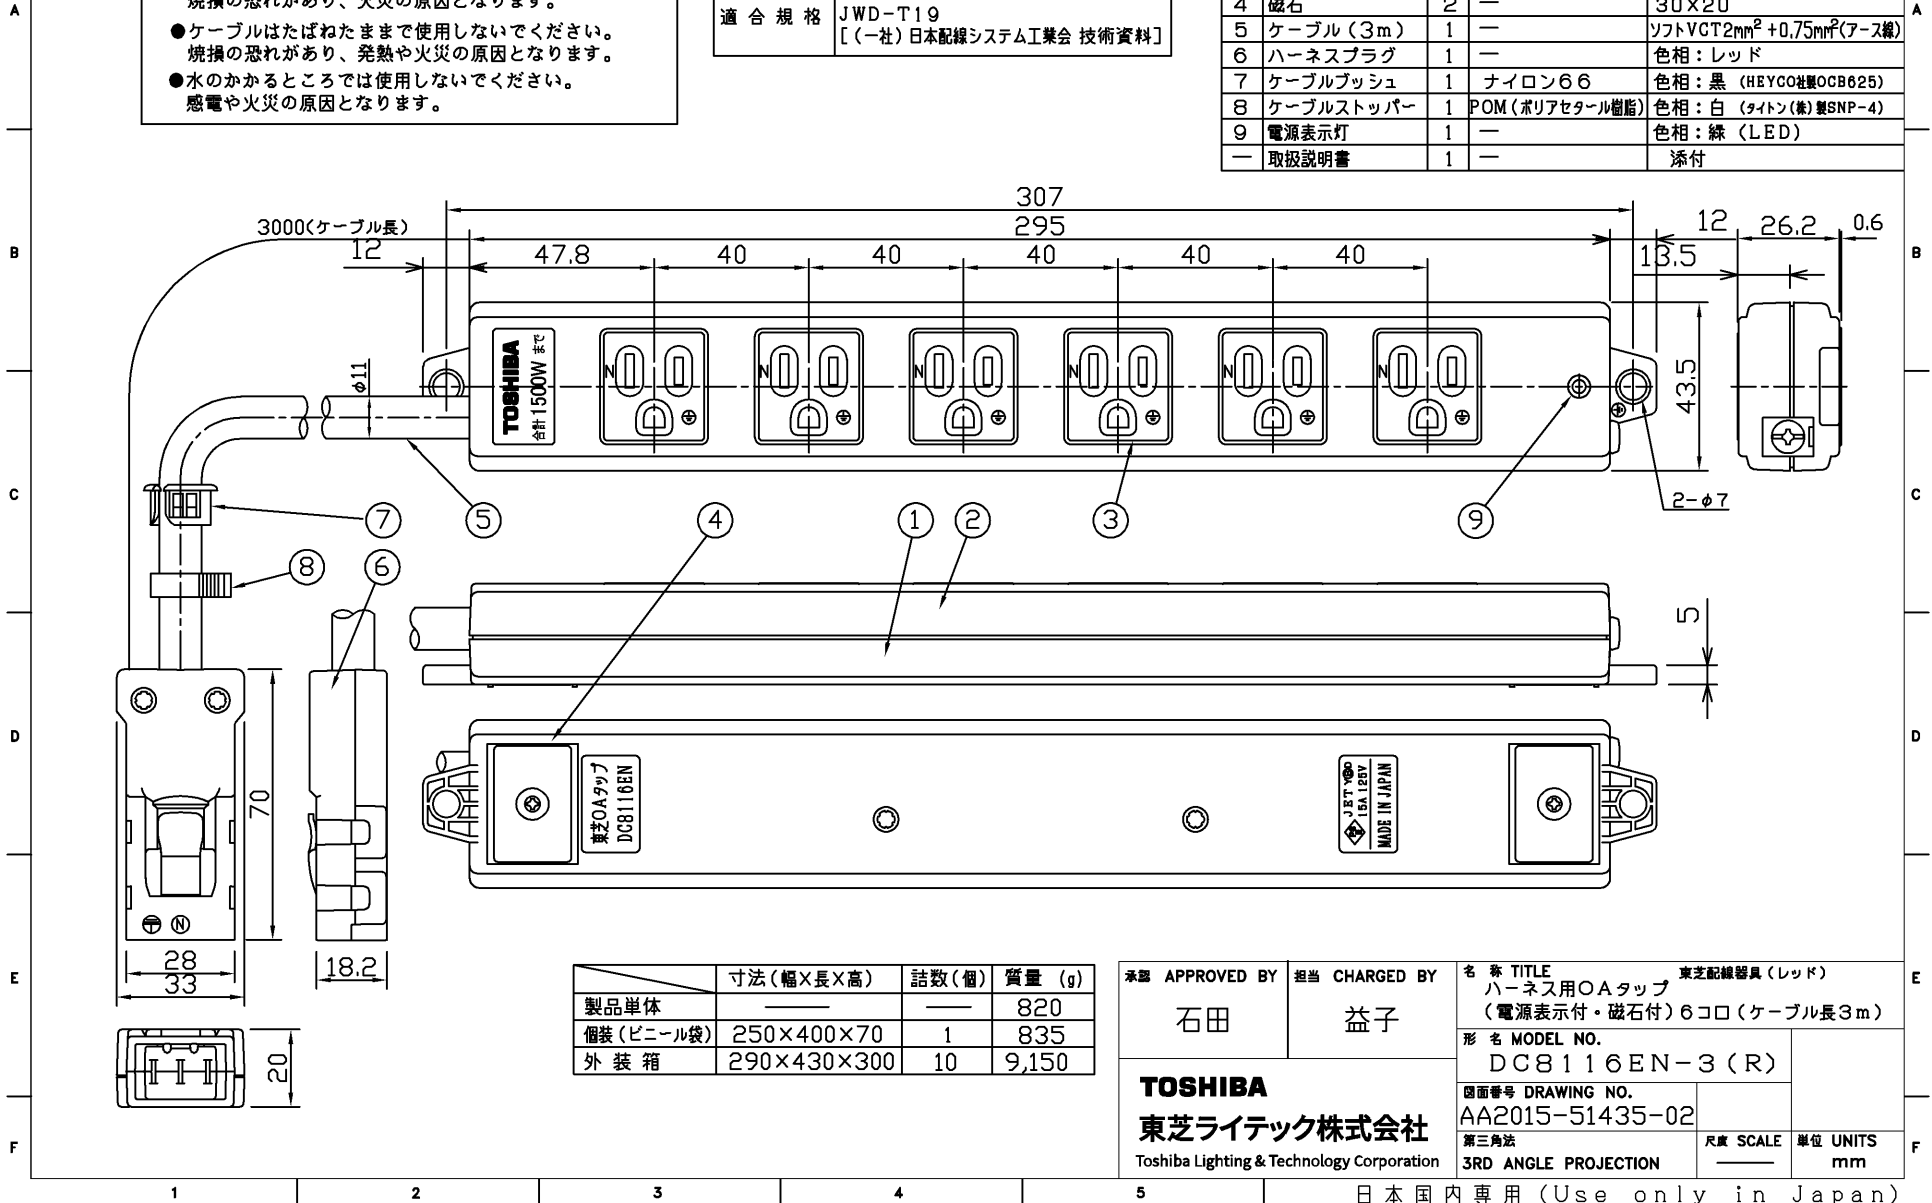 焼損の恐れがあり、火災の原因となります。
●ケーブルはたばねたままで使用しないでください。
焼損の恐れがあり、発熱や火災の原因となります。
●水のかかるところでは使用しないでください。
感電や火災の原因となります。
適合規格 JWD-T19
[(一社)日本配線システム工業会 技術資料]
4 磁石 2 — 30×20
5 ケーブル(3m) 1 — ソフトVCT2mm²+0.75mm²(アース線)
6 ハーネスプラグ 1 — 色相:レッド
7 ケーブルブッシュ 1 ナイロン66 色相:黒 (HEYCO社製OCB625)
8 ケーブルストッパー 1 POM(ポリアセタール樹脂) 色相:白 (タイトン(株)製SNP-4)
9 電源表示灯 1 — 色相:緑 (LED)
— 取扱説明書 1 — 添付
A
A
B
B
C
C
D
D
E
E
F
F
307
3000(ケーブル長)
295
12
47.8
40
40
40
40
40
12
26.2
0.6
13.5
φ11
TOSHIBA
合計1500Wまで
N
N
N
N
N
N
43.5
2-φ7
7
5
4
1
2
3
9
8
6
5
70
東芝OAタップ
DC8116EN
JET
15A 125V
MADE IN JAPAN
N
28
33
18.2
20
寸法(幅×長×高) 詰数(個) 質量 (g)
製品単体 —— —— 820
個装(ビニール袋) 250×400×70 1 835
外装箱 290×430×300 10 9,150
承認 APPROVED BY
石田
担当 CHARGED BY
益子
名称 TITLE 東芝配線器具(レッド)
ハーネス用OAタップ
(電源表示付・磁石付)6コロ(ケーブル長3m)
形名 MODEL NO.
DC8116EN-3(R)
図面番号 DRAWING NO.
AA2015-51435-02
第三角法
3RD ANGLE PROJECTION
尺度 SCALE
——
単位 UNITS
mm
TOSHIBA
東芝ライテック株式会社
Toshiba Lighting & Technology Corporation
1 2 3 4 5
日本国内専用(Use only in Japan)